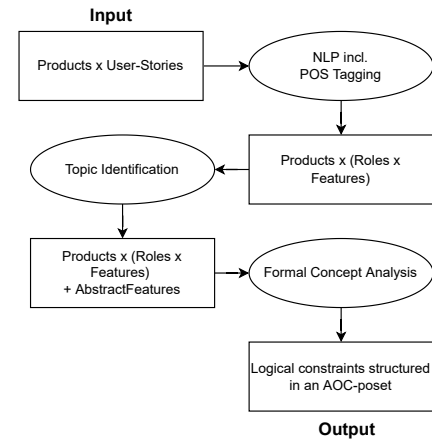 Input
Products x User-Stories
NLP incl.
POS Tagging
Topic Identification
Products x (Roles x
Features)
Products x (Roles x
Features)
+ AbstractFeatures
Formal Concept Analysis
Logical constraints structured
in an AOC-poset
Output